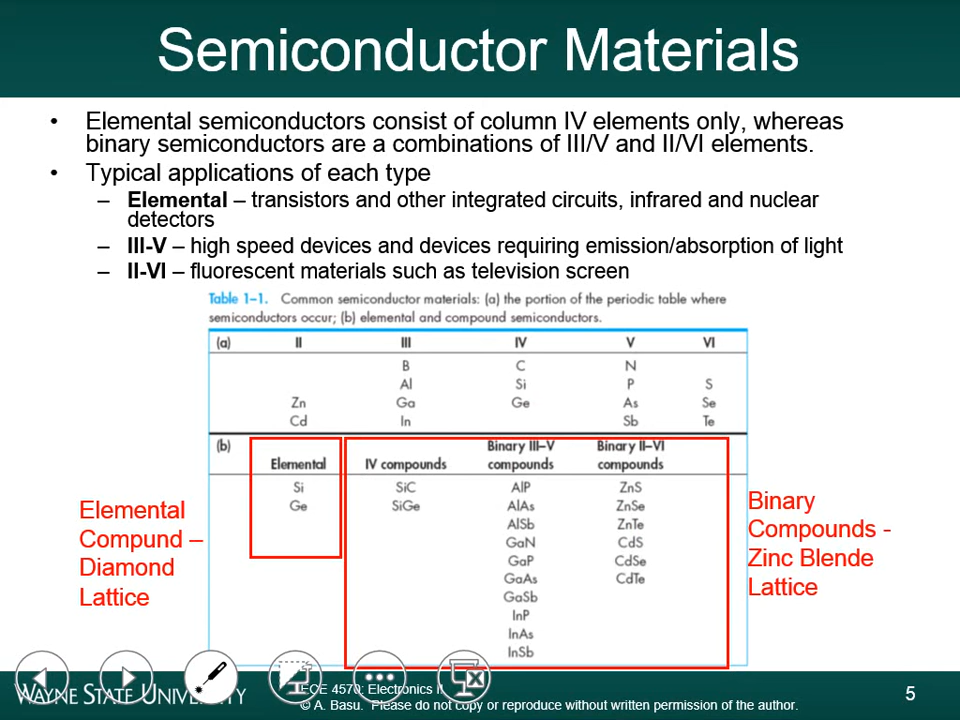 Semiconductor Materials
• Elemental semiconductors consist of column IV elements only, whereas
binary semiconductors are a combinations of III/V and II/VI elements.
• Typical applications of each type
– Elemental – transistors and other integrated circuits, infrared and nuclear
detectors
– III-V – high speed devices and devices requiring emission/absorption of light
– II-VI – fluorescent materials such as television screen
Table 1–1. Common semiconductor materials: (a) the portion of the periodic table where
semiconductors occur; (b) elemental and compound semiconductors.
(a) II III IV V VI
B C N
Al Si P S
Zn Ga Ge As Se
Cd In Sb Te
(b) Binary III–V Binary II–VI
Elemental IV compounds compounds compounds
Si SiC AlP ZnS
Ge SiGe AlAs ZnSe
AlSb ZnTe
GaN CdS
GaP CdSe
GaAs CdTe
GaSb
InP
InAs
InSb
Elemental
Compund –
Diamond
Lattice
Binary
Compounds -
Zinc Blende
Lattice
WAYNE STATE UNIVERSITY
ECE 4570: Electronics II
© A. Basu. Please do not copy or reproduce without written permission of the author.
5